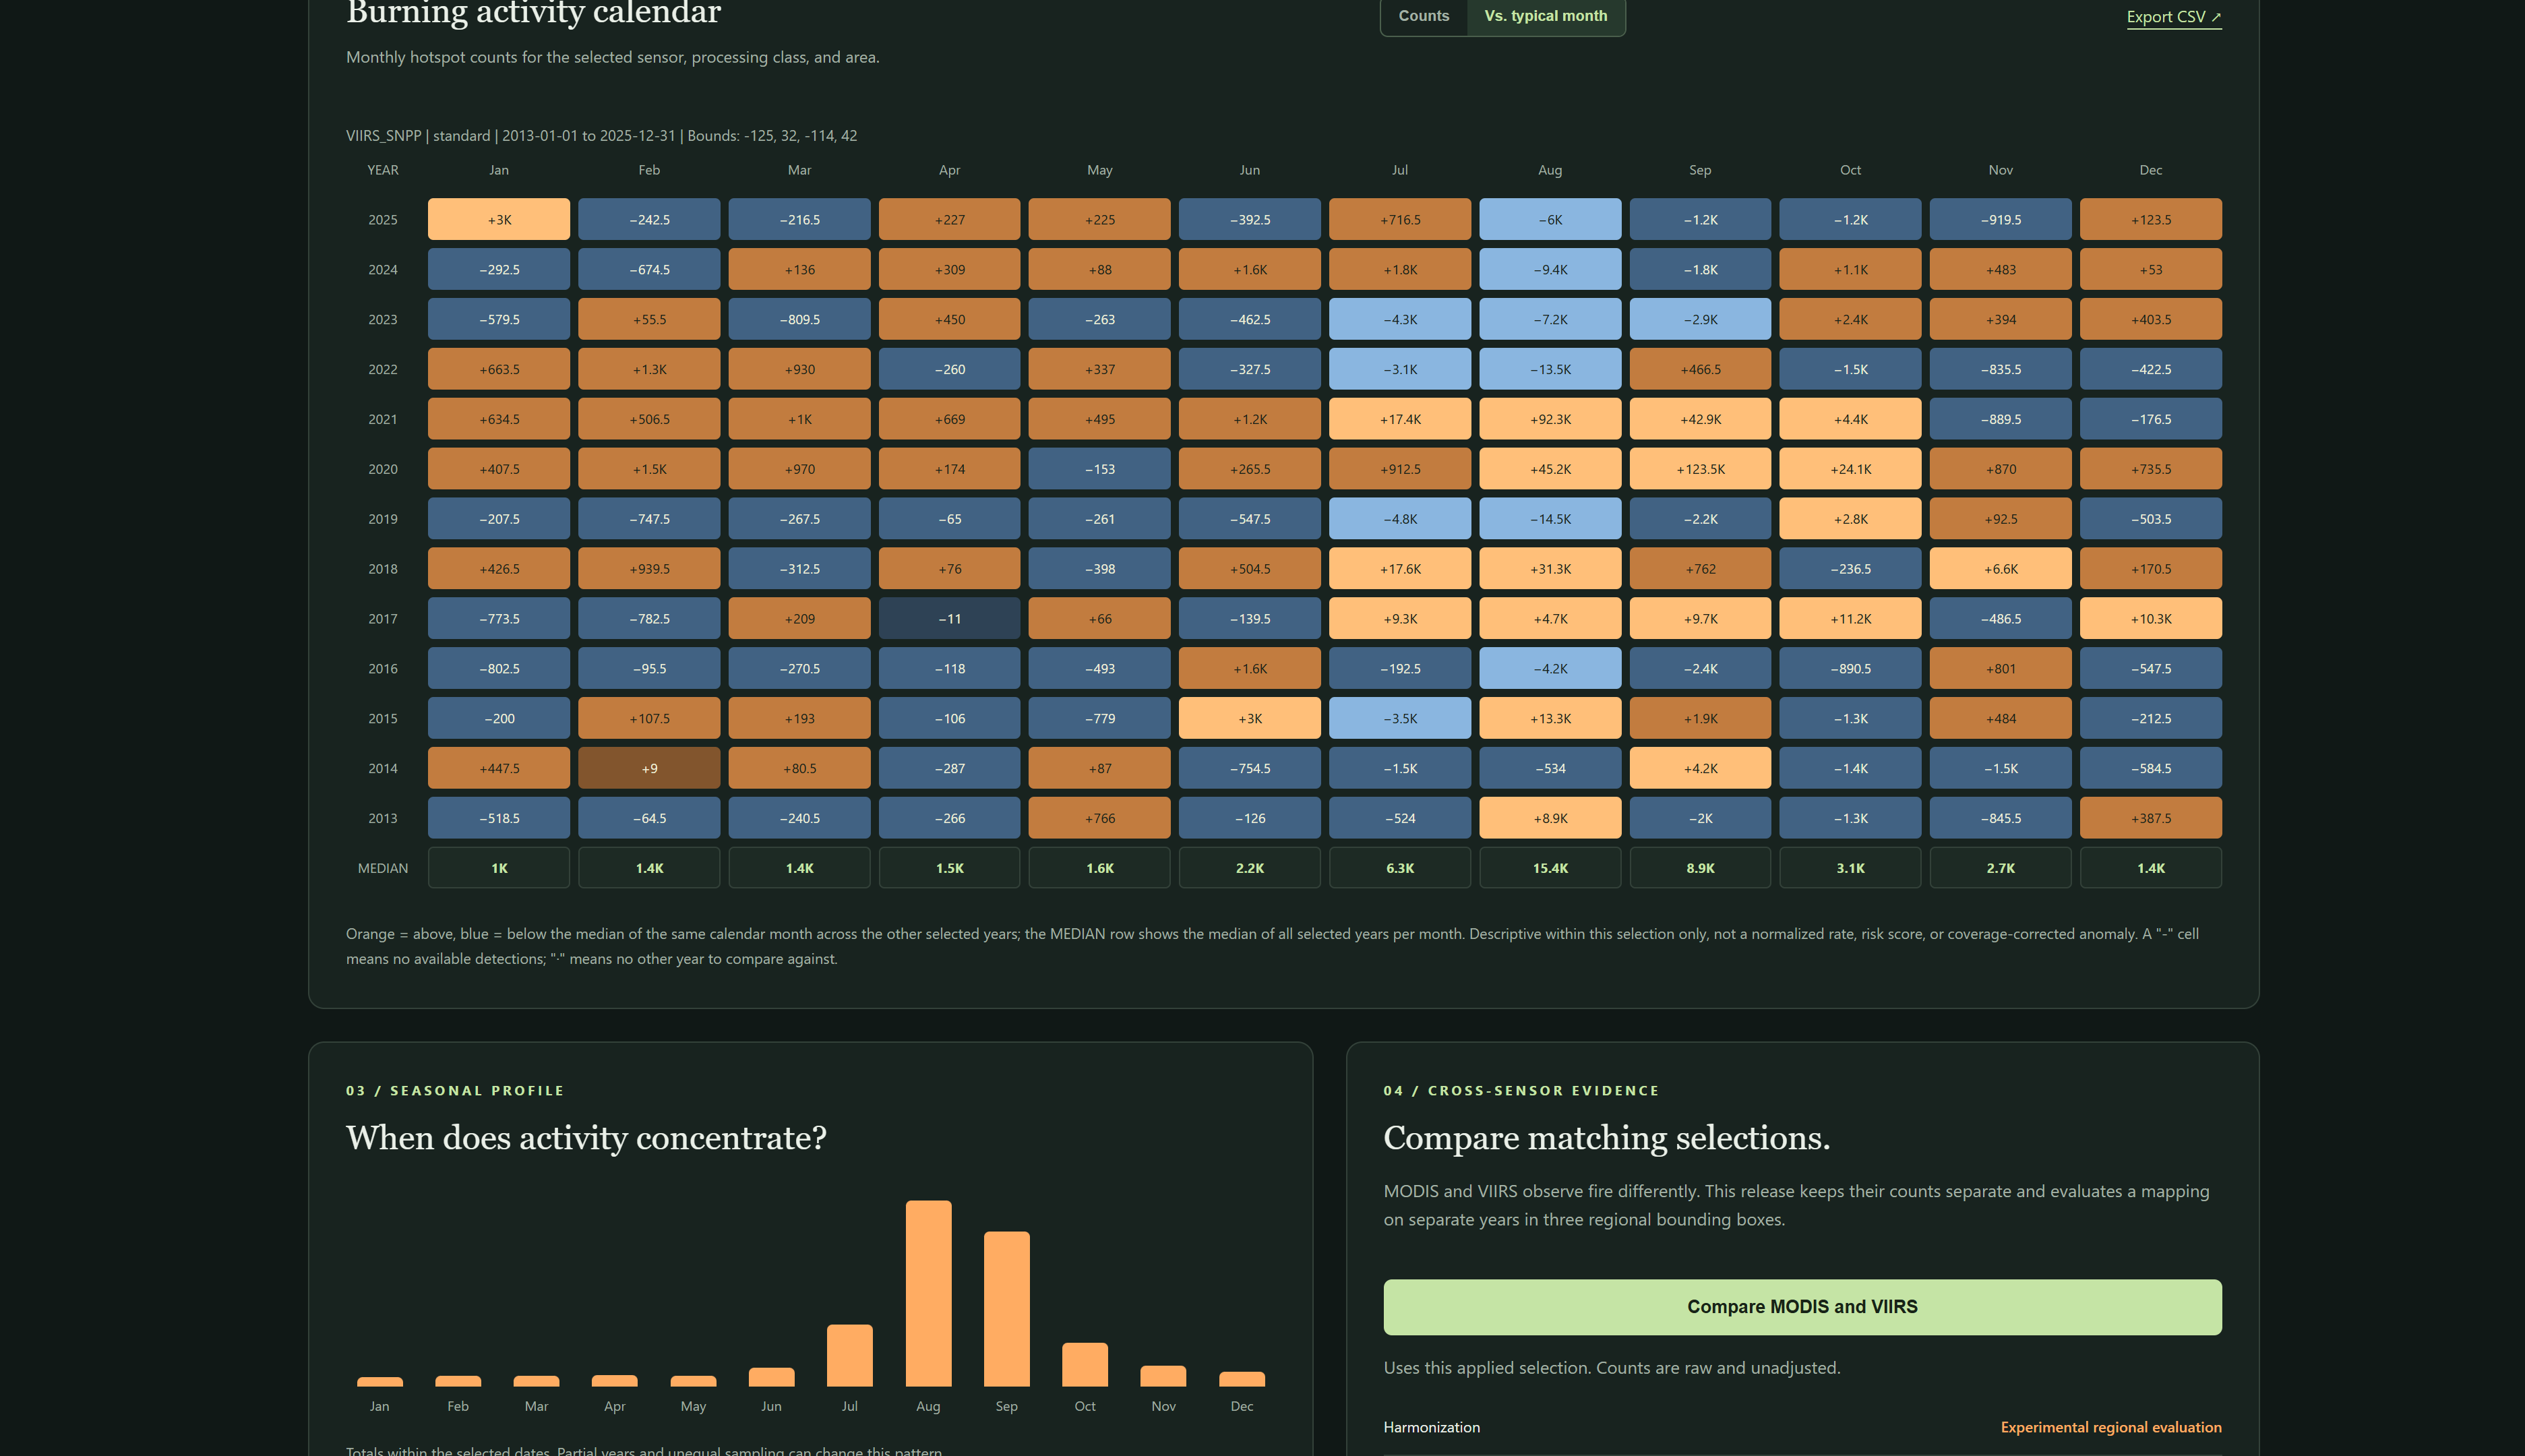 Burning activity calendar
Counts Vs. typical month Export CSV ↗
Monthly hotspot counts for the selected sensor, processing class, and area.
VIIRS_SNPP | standard | 2013-01-01 to 2025-12-31 | Bounds: -125, 32, -114, 42
YEAR Jan Feb Mar Apr May Jun Jul Aug Sep Oct Nov Dec
2025 +3K −242.5 −216.5 +227 +225 −392.5 +716.5 −6K −1.2K −1.2K −919.5 +123.5
2024 −292.5 −674.5 +136 +309 +88 +1.6K +1.8K −9.4K −1.8K +1.1K +483 +53
2023 −579.5 +55.5 −809.5 +450 −263 −462.5 −4.3K −7.2K −2.9K +2.4K +394 +403.5
2022 +663.5 +1.3K +930 −260 +337 −327.5 −3.1K −13.5K +466.5 −1.5K −835.5 −422.5
2021 +634.5 +506.5 +1K +669 +495 +1.2K +17.4K +92.3K +42.9K +4.4K −889.5 −176.5
2020 +407.5 +1.5K +970 +174 −153 +265.5 +912.5 +45.2K +123.5K +24.1K +870 +735.5
2019 −207.5 −747.5 −267.5 −65 −261 −547.5 −4.8K −14.5K −2.2K +2.8K +92.5 −503.5
2018 +426.5 +939.5 −312.5 +76 −398 +504.5 +17.6K +31.3K +762 −236.5 +6.6K +170.5
2017 −773.5 −782.5 +209 −11 +66 −139.5 +9.3K +4.7K +9.7K +11.2K −486.5 +10.3K
2016 −802.5 −95.5 −270.5 −118 −493 +1.6K −192.5 −4.2K −2.4K −890.5 +801 −547.5
2015 −200 +107.5 +193 −106 −779 +3K −3.5K +13.3K +1.9K −1.3K +484 −212.5
2014 +447.5 +9 +80.5 −287 +87 −754.5 −1.5K −534 +4.2K −1.4K −1.5K −584.5
2013 −518.5 −64.5 −240.5 −266 +766 −126 −524 +8.9K −2K −1.3K −845.5 +387.5
MEDIAN 1K 1.4K 1.4K 1.5K 1.6K 2.2K 6.3K 15.4K 8.9K 3.1K 2.7K 1.4K
Orange = above, blue = below the median of the same calendar month across the other selected years; the MEDIAN row shows the median of all selected years per month. Descriptive within this selection only, not a normalized rate, risk score, or coverage-corrected anomaly. A "-" cell
means no available detections; "·" means no other year to compare against.
03 / SEASONAL PROFILE
When does activity concentrate?
Jan Feb Mar Apr May Jun Jul Aug Sep Oct Nov Dec
Totals within the selected dates. Partial years and unequal sampling can change this pattern.
04 / CROSS-SENSOR EVIDENCE
Compare matching selections.
MODIS and VIIRS observe fire differently. This release keeps their counts separate and evaluates a mapping
on separate years in three regional bounding boxes.
Compare MODIS and VIIRS
Uses this applied selection. Counts are raw and unadjusted.
Harmonization Experimental regional evaluation